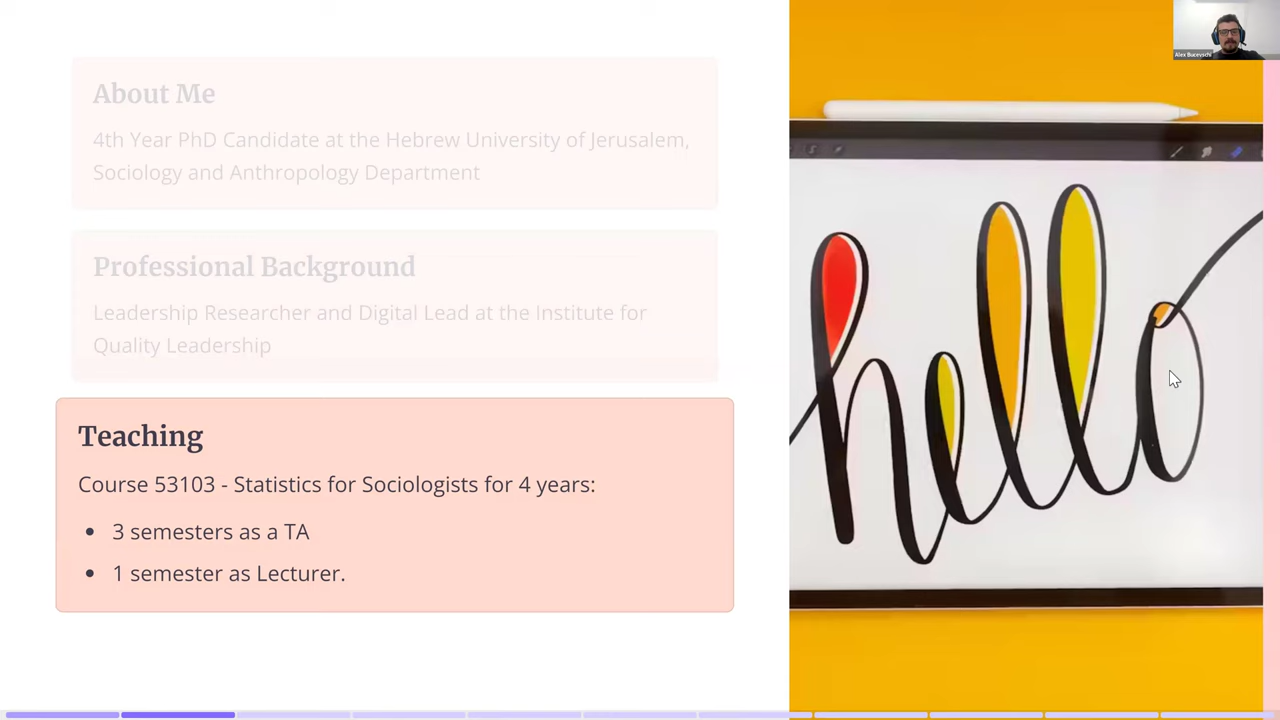 About Me
4th Year PhD Candidate at the Hebrew University of Jerusalem,
Sociology and Anthropology Department
Professional Background
Leadership Researcher and Digital Lead at the Institute for
Quality Leadership
Teaching
Course 53103 - Statistics for Sociologists for 4 years:
• 3 semesters as a TA
• 1 semester as Lecturer.
hello
Alex Bucevschi